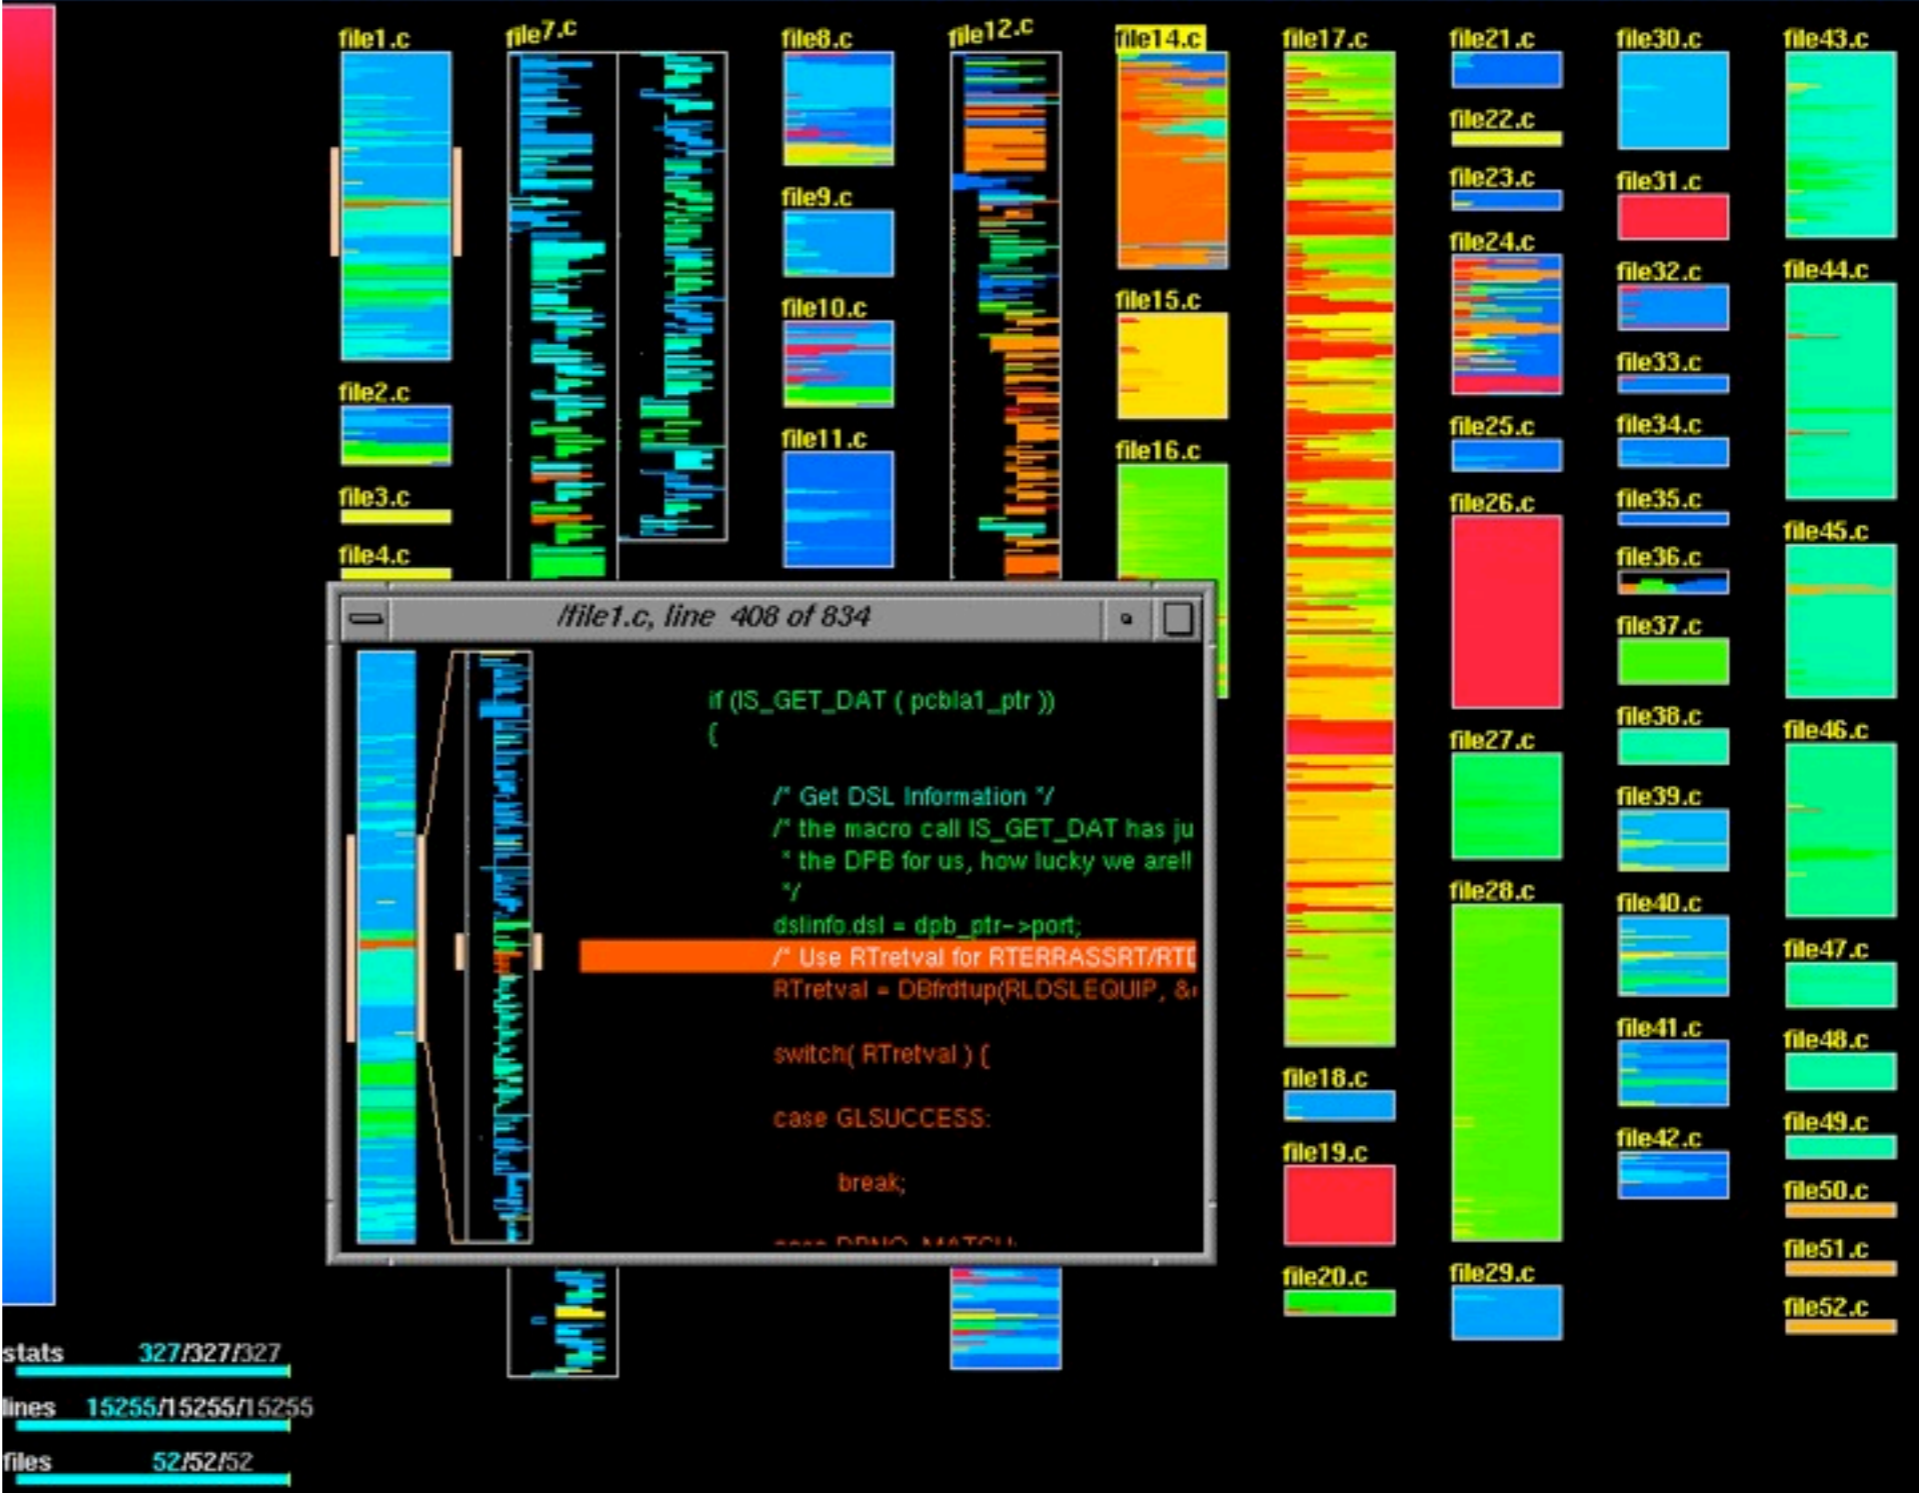 file1.c
file7.c
file8.c
file12.c
file14.c
file17.c
file21.c
file30.c
file43.c
file22.c
file23.c
file31.c
file9.c
file24.c
file32.c
file44.c
file15.c
file10.c
file33.c
file2.c
file25.c
file34.c
file11.c
file16.c
file3.c
file26.c
file35.c
file45.c
file4.c
file36.c
/file1.c, line 408 of 834
file37.c
if (IS_GET_DAT ( pcbla1_ptr ))
{
file38.c
file46.c
file27.c
/* Get DSL Information */
file39.c
/* the macro call IS_GET_DAT has ju
* the DPB for us, how lucky we are!!
*/
file28.c
file40.c
dslinfo.dsl = dpb_ptr->port;
/* Use RTretval for RTERRASSRT/RTD
file47.c
RTretval = DBfrdtup(RLDSLEQUIP, &
file41.c
file48.c
switch( RTretval ) {
file18.c
case GLSUCCESS:
file49.c
file42.c
file19.c
break;
file50.c
file51.c
file20.c
file29.c
file52.c
stats 327/327/327
lines 15255/15255/15255
files 52/52/52